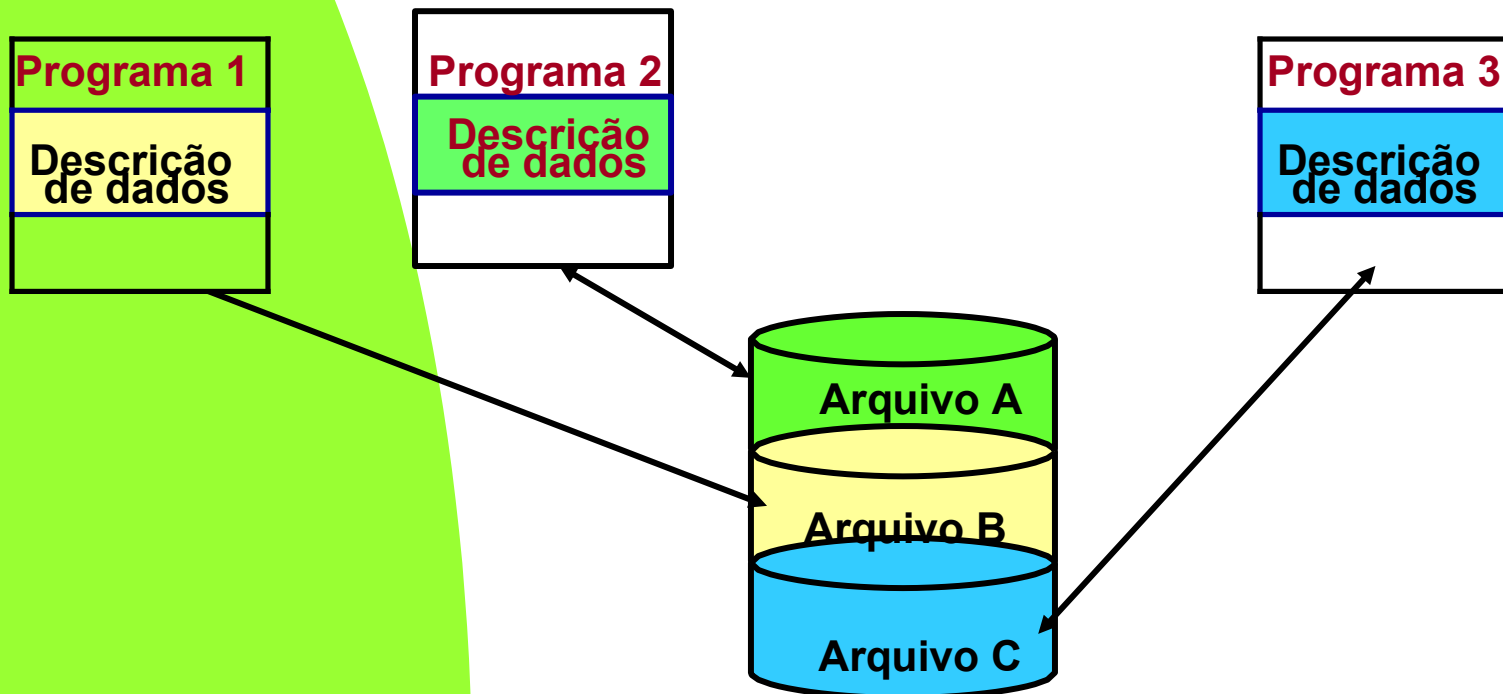 Programa 1
Descrição
de dados
Programa 2
Descrição
de dados
Programa 3
Descrição
de dados
Arquivo A
Arquivo B
Arquivo C